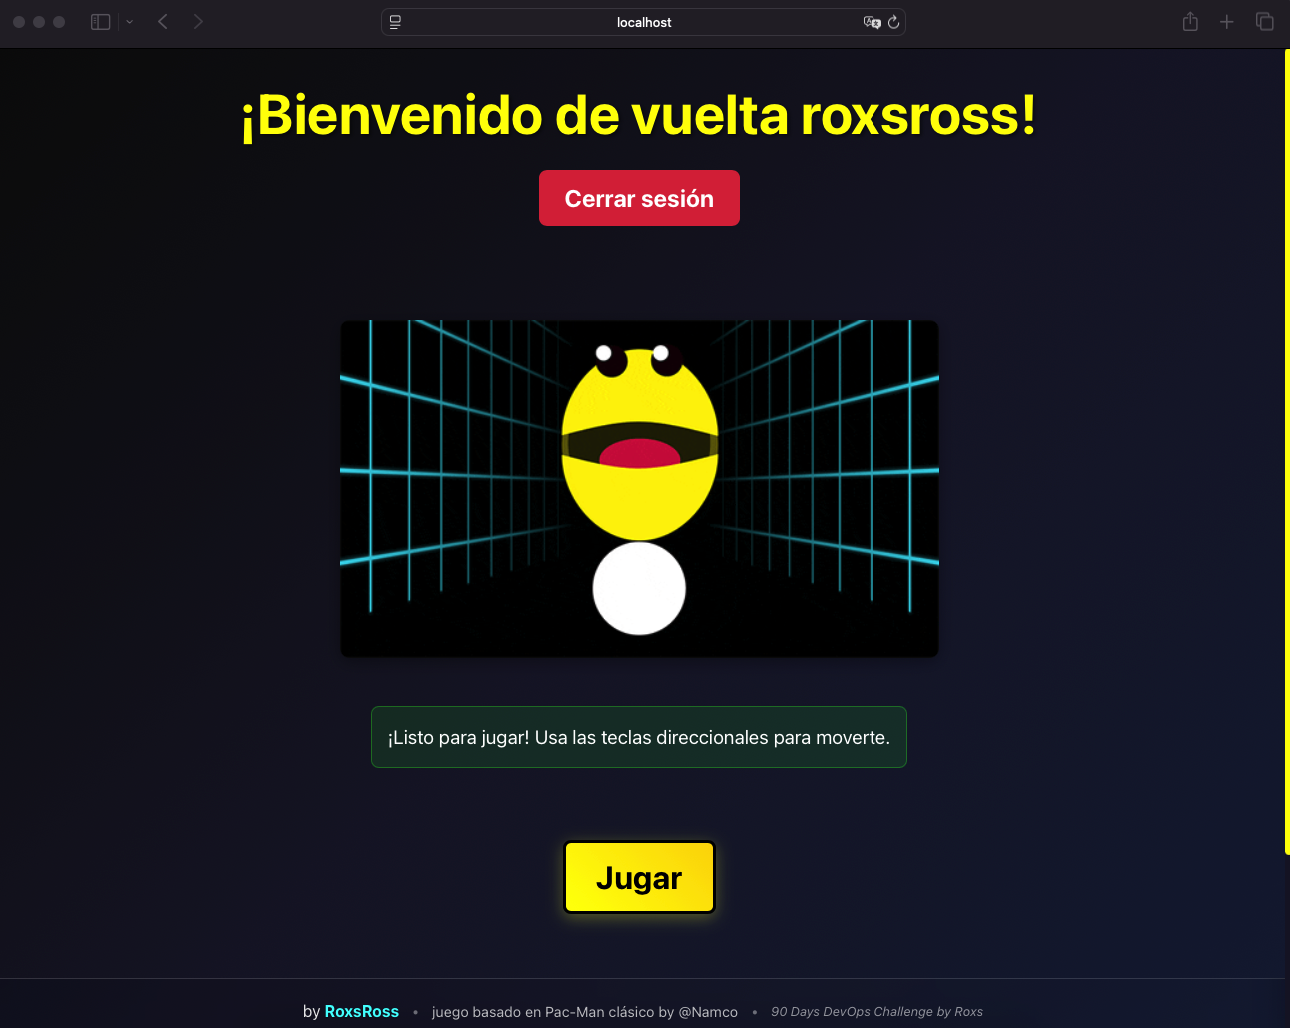 localhost
¡Bienvenido de vuelta roxsross!
Cerrar sesión
¡Listo para jugar! Usa las teclas direccionales para moverte.
Jugar
by RoxsRoss • juego basado en Pac-Man clásico by @Namco • 90 Days DevOps Challenge by Roxs